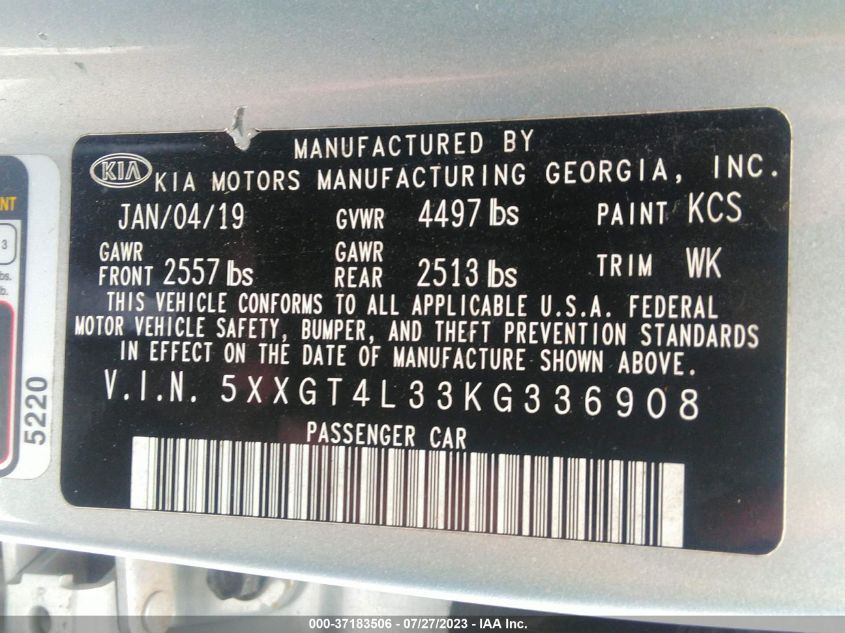 MANUFACTURED BY
KIA KIA MOTORS MANUFACTURING GEORGIA, INC.
JAN/04/19 GVWR 4497 lbs PAINT KCS
GAWR FRONT 2557 lbs GAWR REAR 2513 lbs TRIM WK
THIS VEHICLE CONFORMS TO ALL APPLICABLE U.S.A. FEDERAL
MOTOR VEHICLE SAFETY, BUMPER, AND THEFT PREVENTION STANDARDS
IN EFFECT ON THE DATE OF MANUFACTURE SHOWN ABOVE.
V.I.N. 5XXGT4L33KG336908
PASSENGER CAR
NT
3
bs.
b.
5220
000-37183506 - 07/27/2023 - IAA Inc.